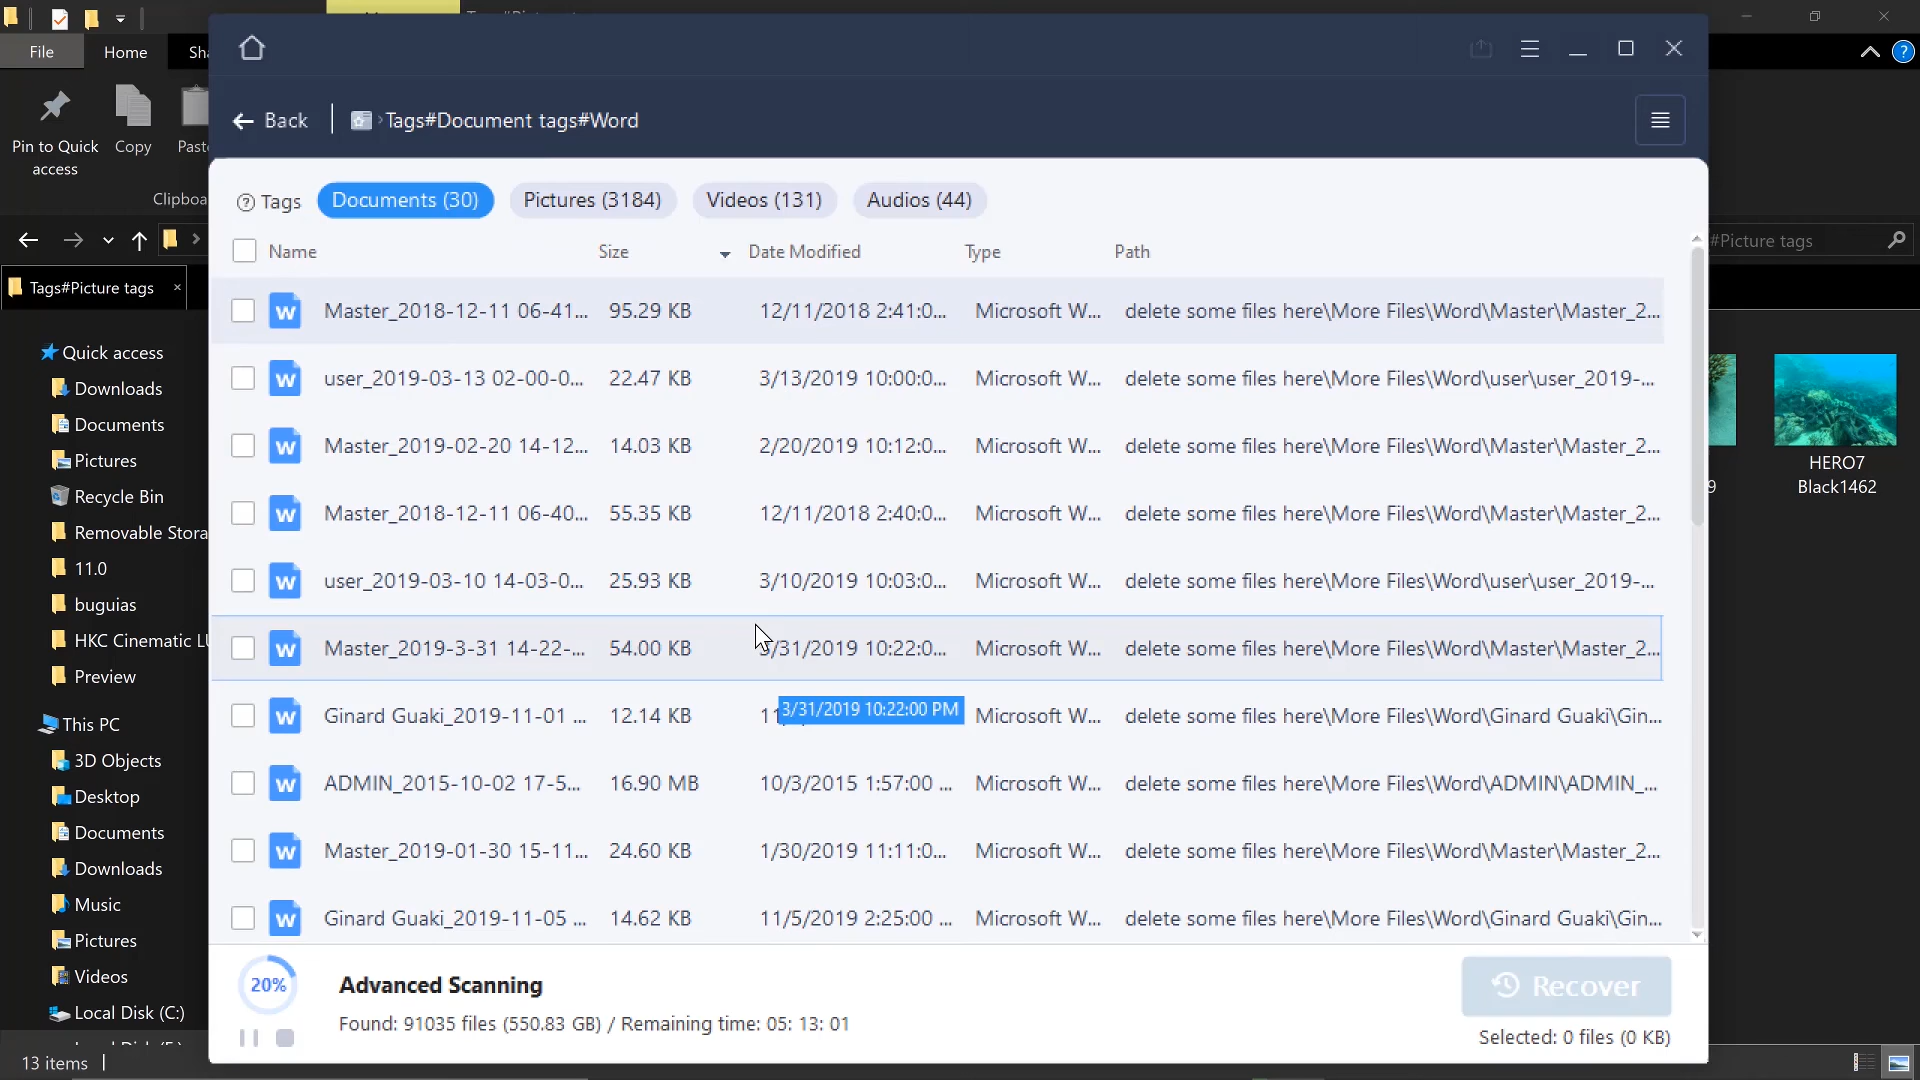 File
Home
Pin to Quick
access
Copy
Clipboa
Back
Tags#Document tags#Word
Tags
Documents (30)
Pictures (3184)
Videos (131)
Audios (44)
Name
Size
Date Modified
Type
Path
#Picture tags
Tags#Picture tags
Master_2018-12-11 06-41... 95.29 KB 12/11/2018 2:41:0... Microsoft W... delete some files here\More Files\Word\Master\Master_2...
user_2019-03-13 02-00-0... 22.47 KB 3/13/2019 10:00:0... Microsoft W... delete some files here\More Files\Word\user\user_2019-...
Master_2019-02-20 14-12... 14.03 KB 2/20/2019 10:12:0... Microsoft W... delete some files here\More Files\Word\Master\Master_2...
Master_2018-12-11 06-40... 55.35 KB 12/11/2018 2:40:0... Microsoft W... delete some files here\More Files\Word\Master\Master_2...
user_2019-03-10 14-03-0... 25.93 KB 3/10/2019 10:03:0... Microsoft W... delete some files here\More Files\Word\user\user_2019-...
Master_2019-3-31 14-22-... 54.00 KB 3/31/2019 10:22:0... Microsoft W... delete some files here\More Files\Word\Master\Master_2...
3/31/2019 10:22:00 PM
Ginard Guaki_2019-11-01 ... 12.14 KB 11 Microsoft W... delete some files here\More Files\Word\Ginard Guaki\Gin...
ADMIN_2015-10-02 17-5... 16.90 MB 10/3/2015 1:57:00 ... Microsoft W... delete some files here\More Files\Word\ADMIN\ADMIN_...
Master_2019-01-30 15-11... 24.60 KB 1/30/2019 11:11:0... Microsoft W... delete some files here\More Files\Word\Master\Master_2...
Ginard Guaki_2019-11-05 ... 14.62 KB 11/5/2019 2:25:00 ... Microsoft W... delete some files here\More Files\Word\Ginard Guaki\Gin...
Quick access
Downloads
Documents
Pictures
Recycle Bin
Removable Stora
11.0
buguias
HKC Cinematic LU
Preview
This PC
3D Objects
Desktop
Documents
Downloads
Music
Pictures
Videos
Local Disk (C:)
13 items
HERO7
Black1462
9
20%
Advanced Scanning
Found: 91035 files (550.83 GB) / Remaining time: 05: 13: 01
Recover
Selected: 0 files (0 KB)